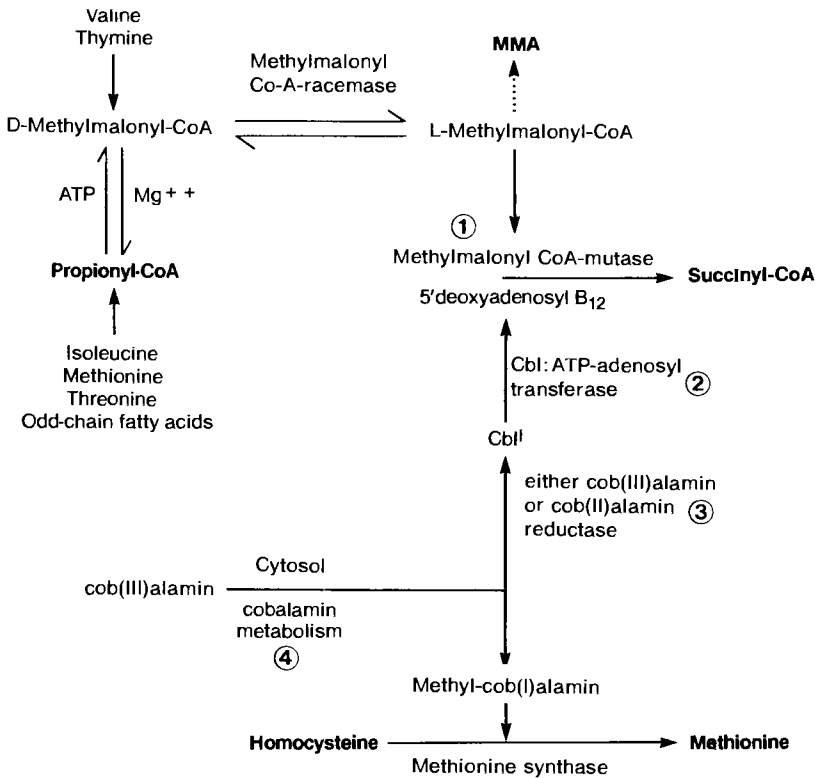 Valine
Thymine
Methylmalonyl
Co-A-racemase
MMA
D-Methylmalonyl-CoA
L-Methylmalonyl-CoA
ATP
Mg++
①
Propionyl-CoA
Methylmalonyl CoA-mutase
Succinyl-CoA
5'deoxyadenosyl B12
Isoleucine
Methionine
Threonine
Odd-chain fatty acids
Cbl:ATP-adenosyl
transferase
②
CblI
either cob(III)alamin
or cob(II)alamin
reductase
③
Cytosol
cob(III)alamin
cobalamin
metabolism
④
Methyl-cob(I)alamin
Homocysteine
Methionine
Methionine synthase